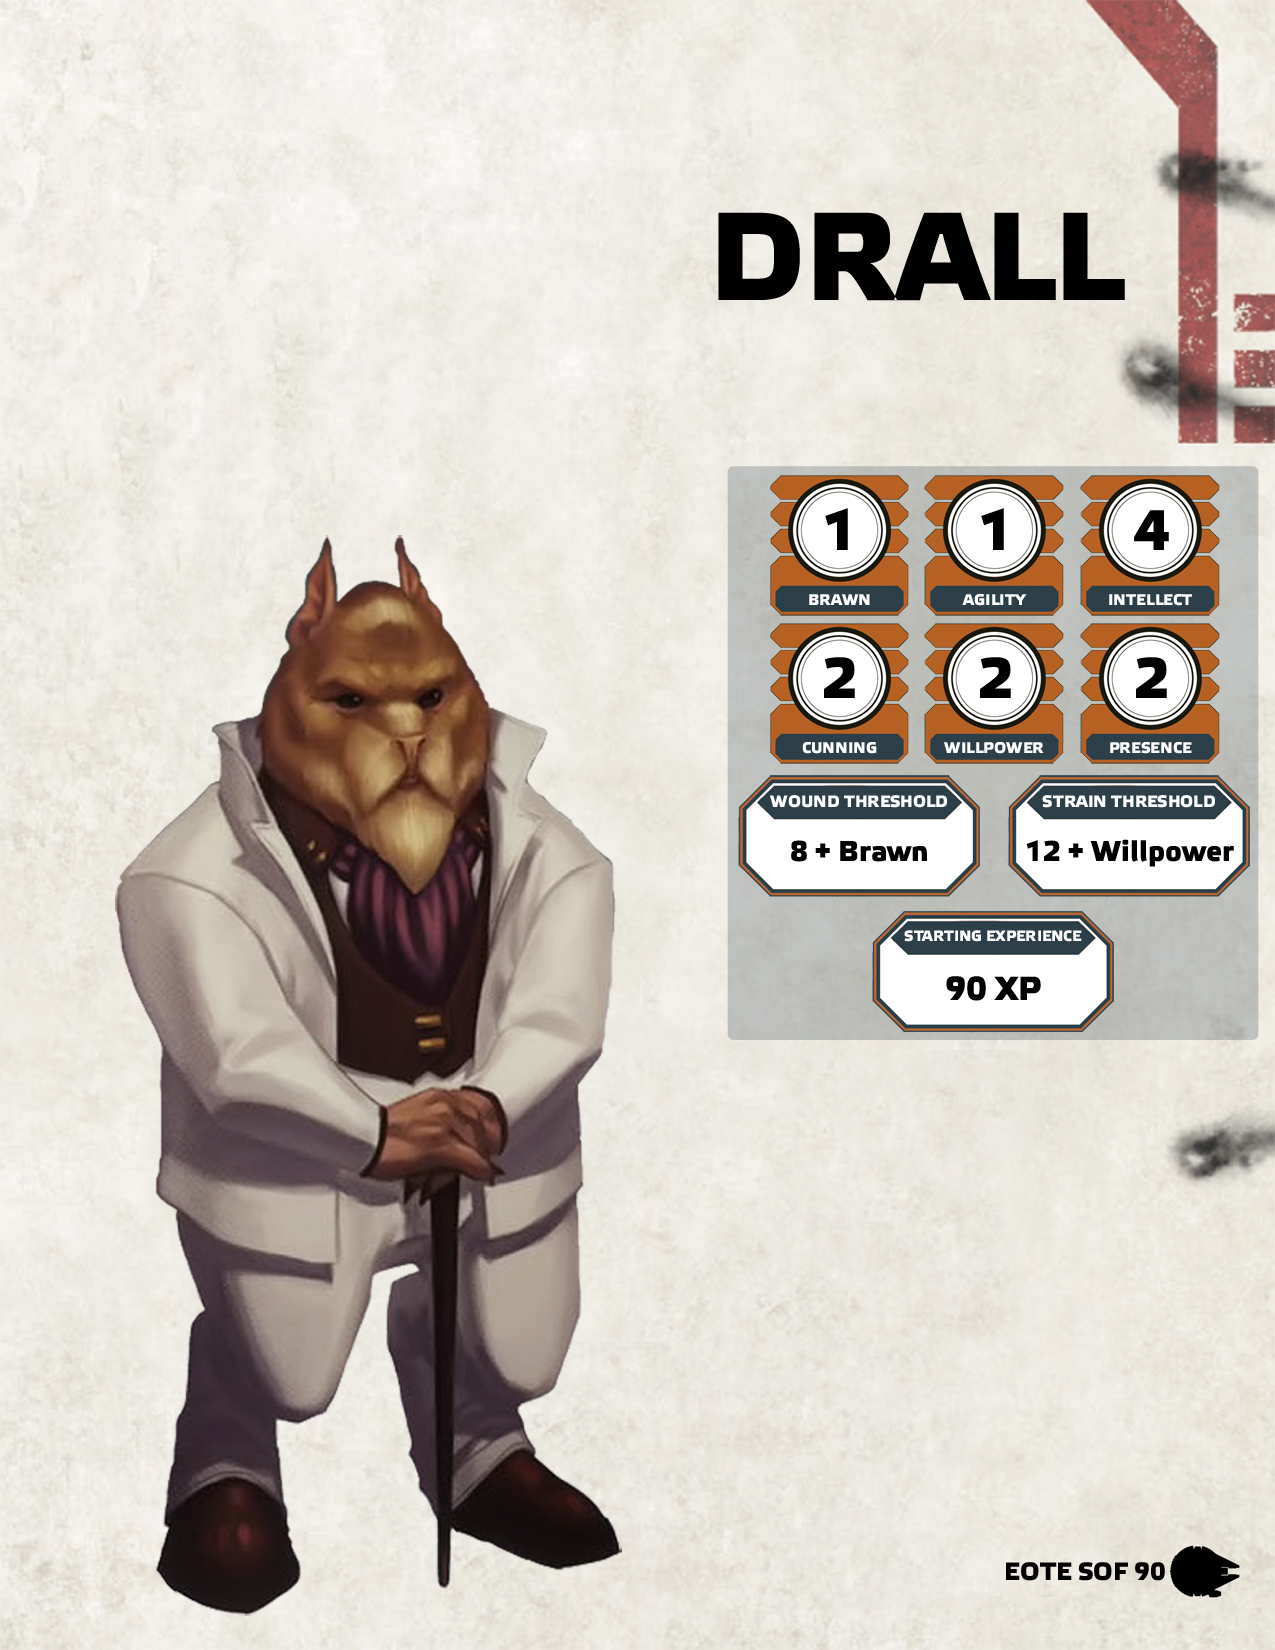 DRALL
1 1 4
BRAWN AGILITY INTELLECT
2 2 2
CUNNING WILLPOWER PRESENCE
WOUND THRESHOLD STRAIN THRESHOLD
8 + Brawn 12 + Willpower
STARTING EXPERIENCE
90 XP
EOTE SOF 90